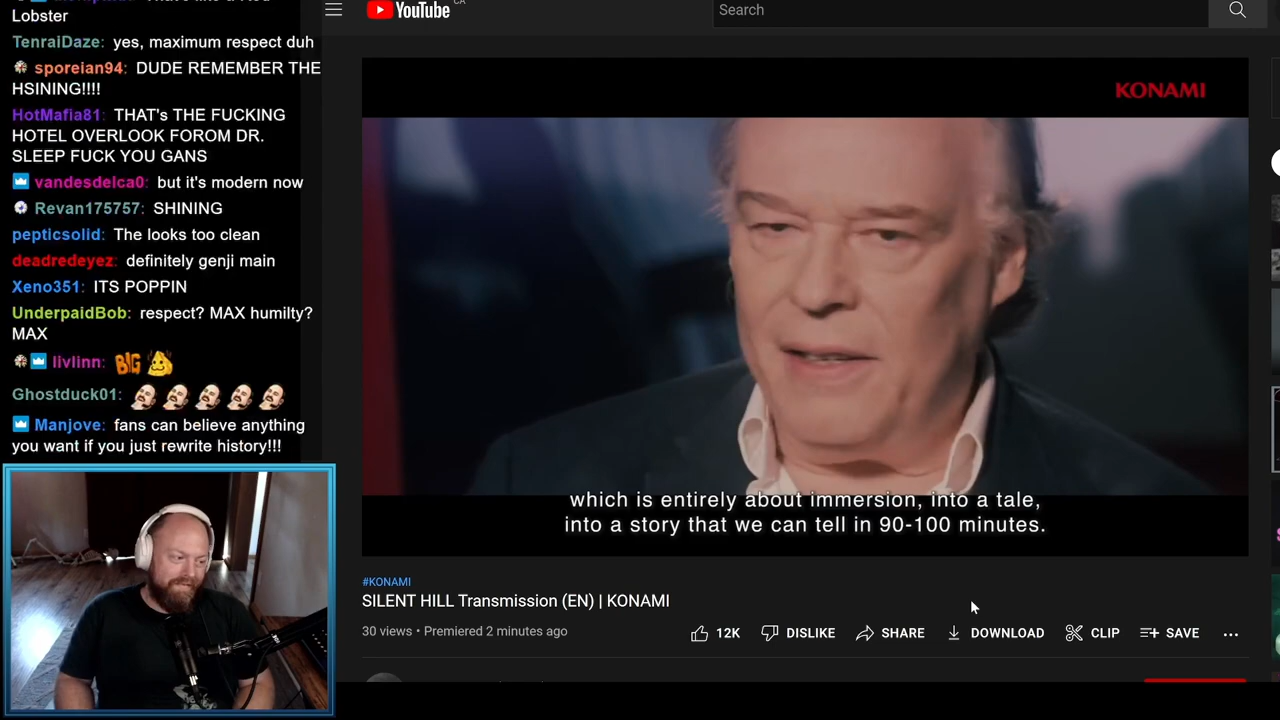 Lobster
TenraiDaze: yes, maximum respect duh
sporeian94: DUDE REMEMBER THE
HSINING!!!!
HotMafia81: THAT's THE FUCKING
HOTEL OVERLOOK FOROM DR.
SLEEP FUCK YOU GANS
vandesdelca0: but it's modern now
Revan175757: SHINING
pepticsolid: The looks too clean
deadredeyez: definitely genji main
Xeno351: ITS POPPIN
UnderpaidBob: respect? MAX humilty?
MAX
livlinn: BIG
Ghostduck01:
Manjove: fans can believe anything
you want if you just rewrite history!!!
YouTube CA
Search
KONAMI
which is entirely about immersion, into a tale,
into a story that we can tell in 90-100 minutes.
#KONAMI
SILENT HILL Transmission (EN) | KONAMI
30 views • Premiered 2 minutes ago
12K DISLIKE SHARE DOWNLOAD CLIP SAVE